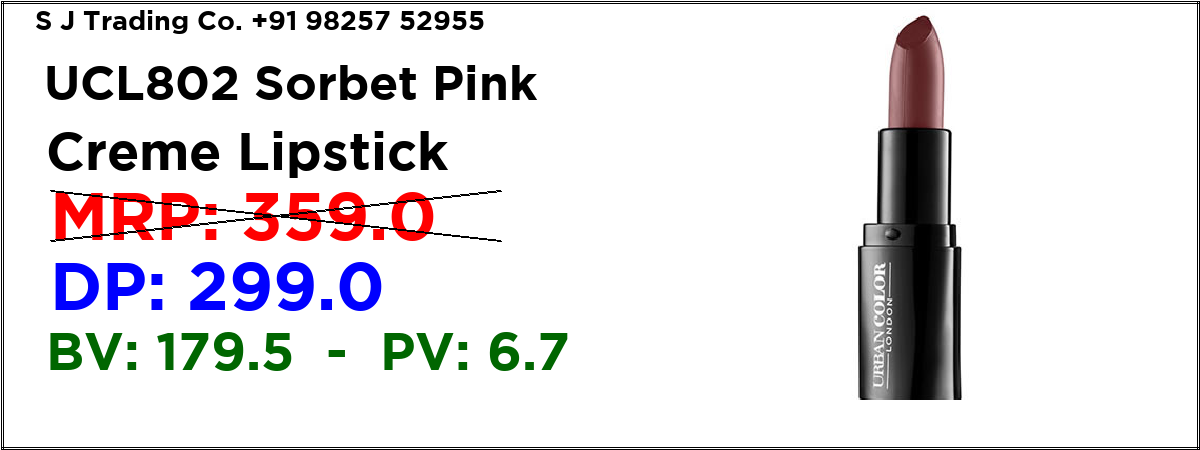 S J Trading Co. +91 98257 52955
UCL802 Sorbet Pink
Creme Lipstick
MRP: 359.0
DP: 299.0
BV: 179.5 - PV: 6.7
URBAN COLOR
LONDON